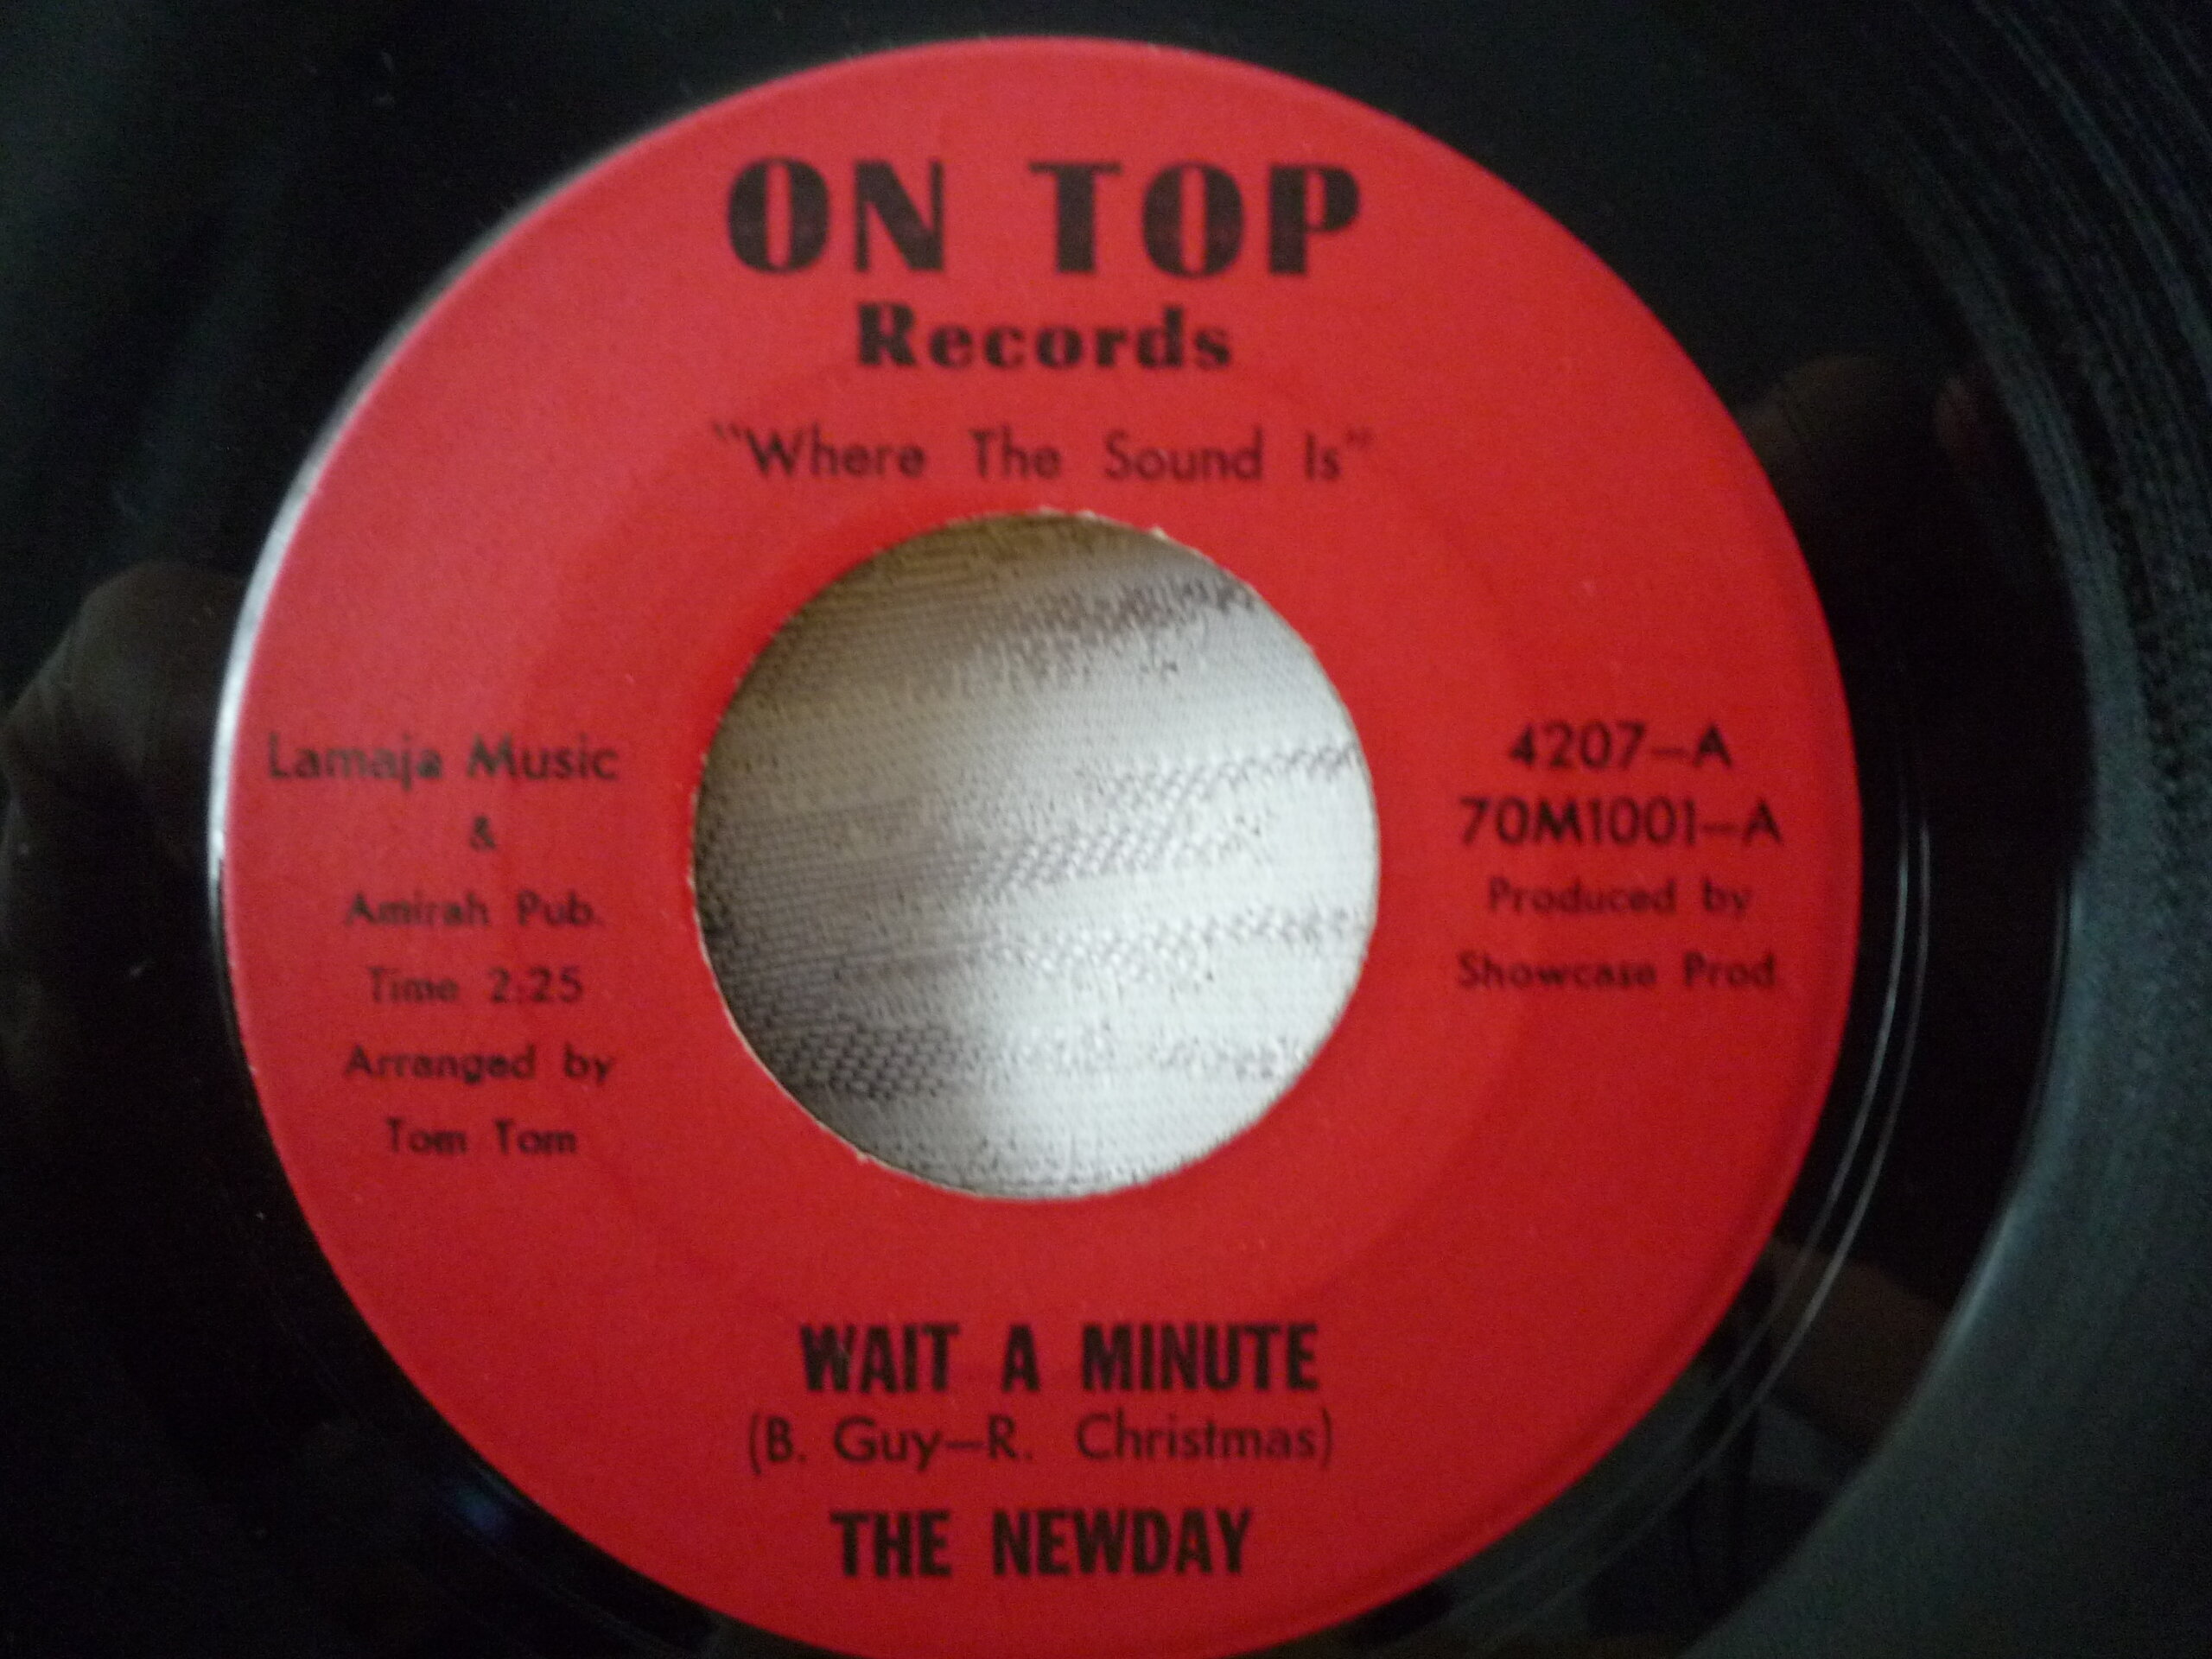 ON TOP
Records
"Where The Sound Is"
Lamaja Music
&
Amirah Pub.
Time 2:25
Arranged by
Tom Tom
4207-A
70M1001-A
Produced by
Showcase Prod.
WAIT A MINUTE
(B. Guy-R. Christmas)
THE NEWDAY